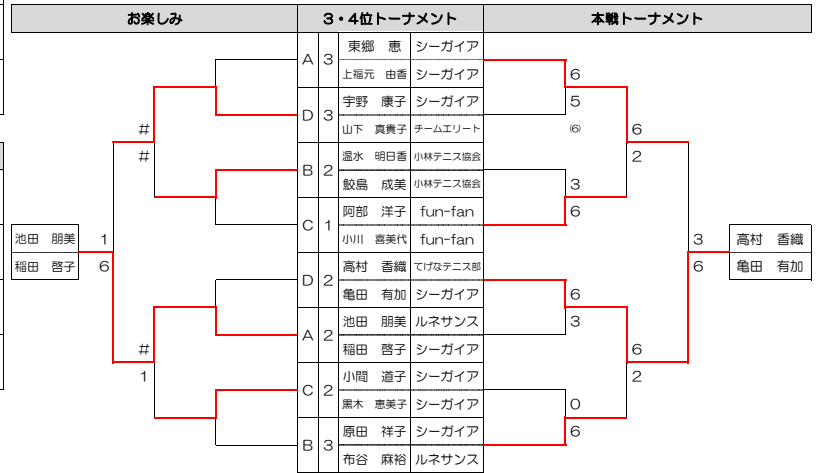 お楽しみ ３・４位トーナメント 本戦トーナメント
A 3 東郷　恵 シーガイア
上福元　由香 シーガイア 6
D 3 宇野　康子 シーガイア 5
# 山下　真貴子 チームエリート (6) 6
# B 2 温水　明日香 小林テニス協会 2
鮫島　成美 小林テニス協会 3
C 1 阿部　洋子 fun-fan 6
池田　朋美 1 小川　喜美代 fun-fan 3 高村　香織
稲田　啓子 6 D 2 高村　香織 てげなテニス部 6 亀田　有加
亀田　有加 シーガイア 6
A 2 池田　朋美 ルネサンス 3
# 稲田　啓子 シーガイア 6
1 C 2 小間　道子 シーガイア 2
黒木　恵美子 シーガイア 0
B 3 原田　祥子 シーガイア 6
布谷　麻裕 ルネサンス